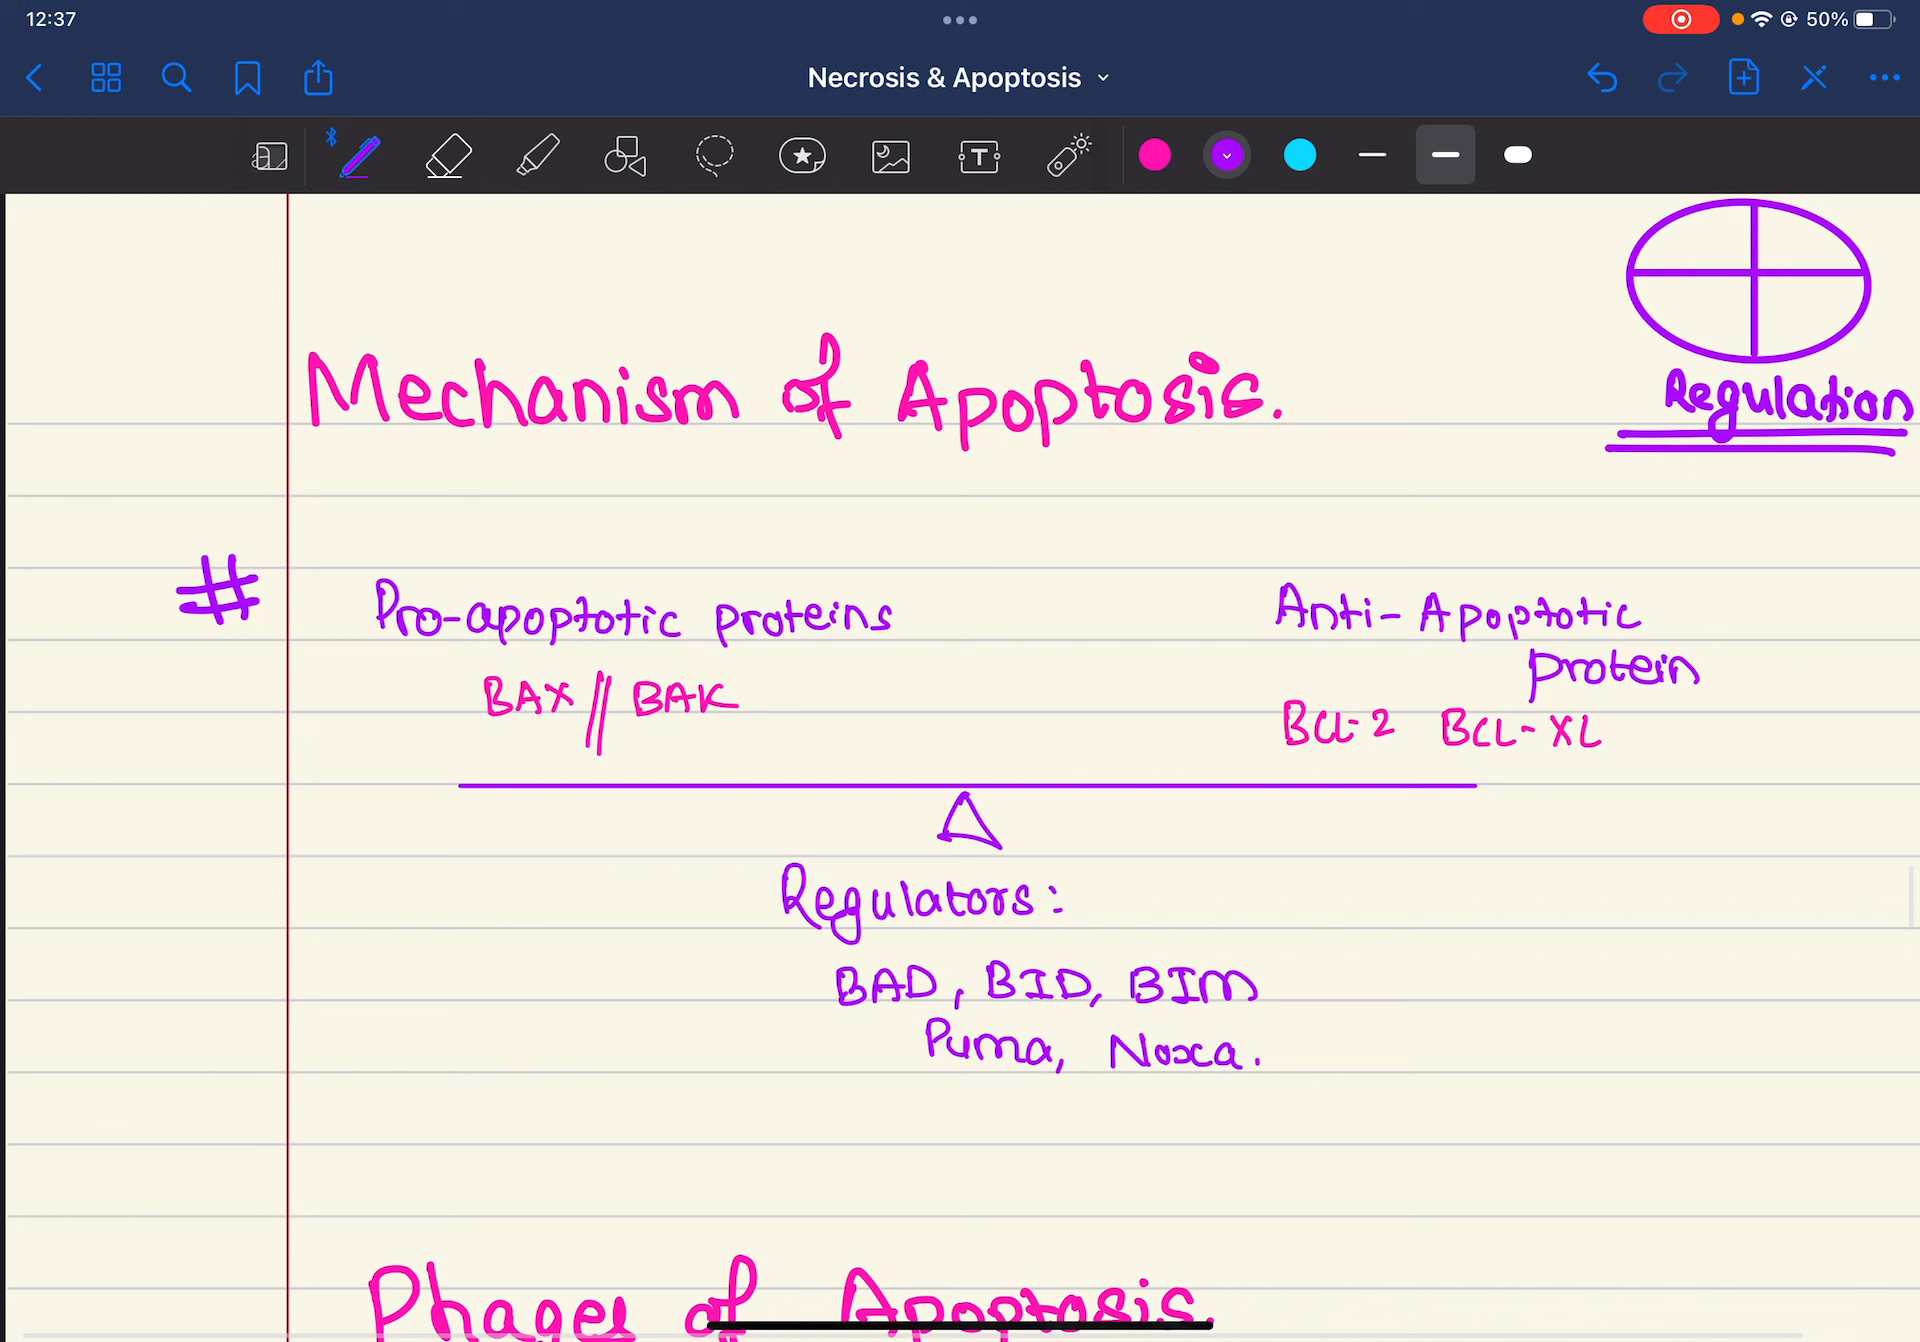 12:37
50%
Necrosis & Apoptosis
T
Mechanism of Apoptosis.
Regulation
#
Pro-apoptotic proteins
BAX // BAK
Anti-Apoptotic
protein
BCL-2 BCL-XL
Regulators:
BAD, BID, BIM
Puma, Noxa.
Phages of Apoptosis.